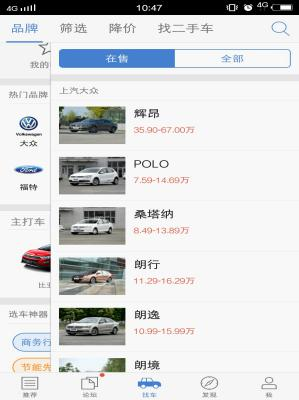 4G
10:47
4G
品牌 筛选 降价 找二手车
在售 全部
我的
热门品牌
大众
福特
主打车
比亚
选车神器
商务行
节能先
上汽大众
辉昂
35.90-67.00万
POLO
7.59-14.69万
桑塔纳
8.49-13.89万
朗行
11.29-16.29万
朗逸
10.99-15.99万
朗境
推荐 论坛 找车 发现 我